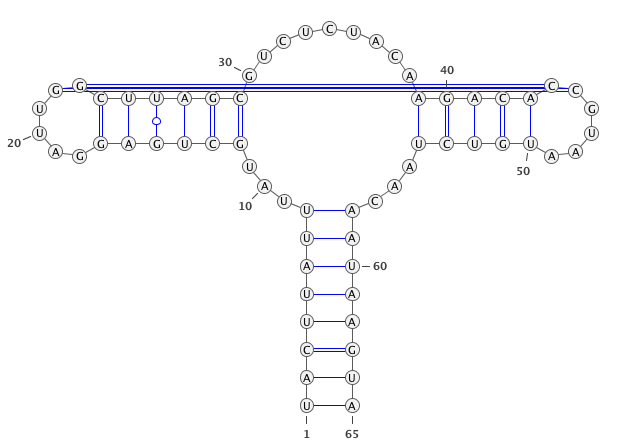 C U C U A
U C
30 G A 40
G G C U U A G C A G A C A C C
U G
20 U A G G A G U C G U C U G U A A U
50
U A
10 A A
U C
U A
U A
A U 60
U A
U A
C G
A U
U A
1 65